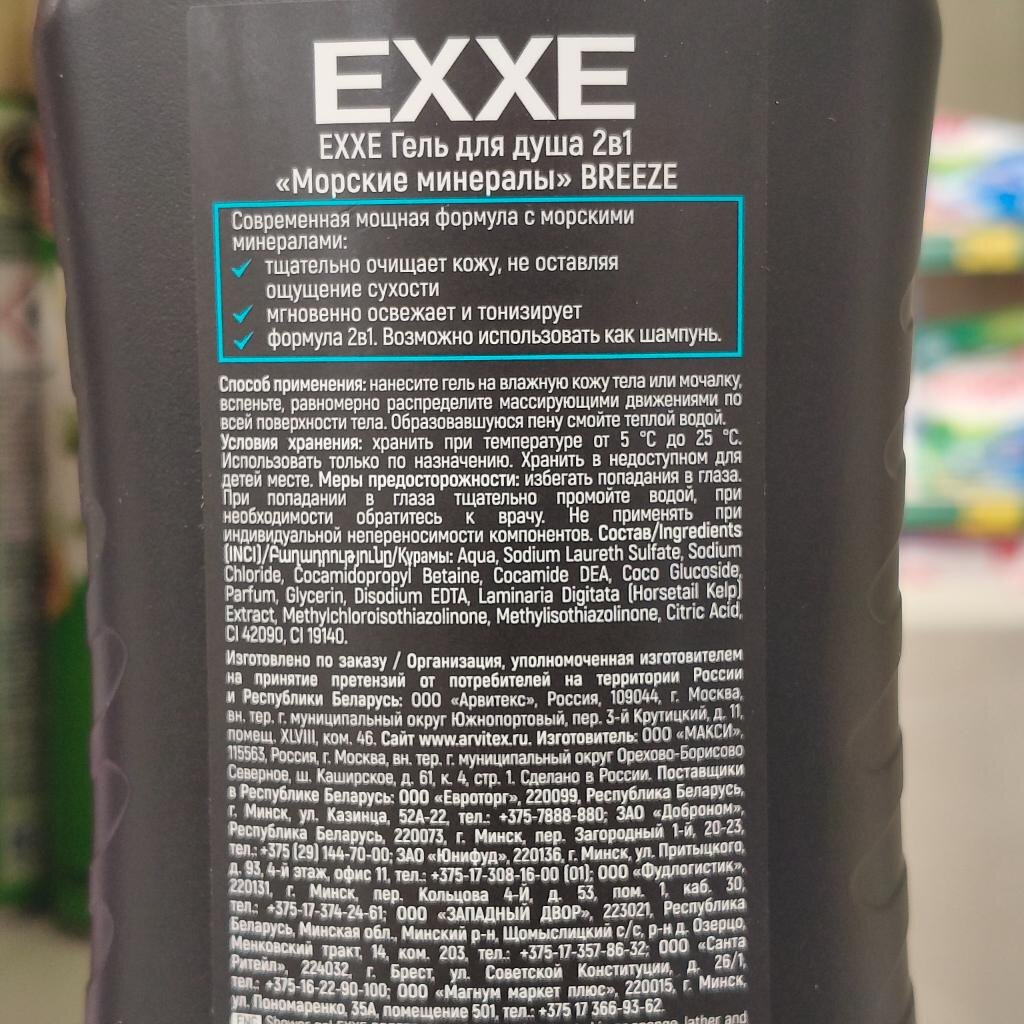 EXXE
EXXE Гель для душа 2в1
«Морские минералы» BREEZE
Современная мощная формула с морскими
минералами:
тщательно очищает кожу, не оставляя
ощущение сухости
мгновенно освежает и тонизирует
формула 2в1. Возможно использовать как шампунь.
Способ применения: нанесите гель на влажную кожу тела или мочалку,
вспеньте, равномерно распределите массирующими движениями по
всей поверхности тела. Образовавшуюся пену смойте теплой водой.
Условия хранения: хранить при температуре от 5 °C до 25 °C.
Использовать только по назначению. Хранить в недоступном для
детей месте. Меры предосторожности: избегать попадания в глаза.
При попадании в глаза тщательно промойте водой, при
необходимости обратитесь к врачу. Не применять при
индивидуальной непереносимости компонентов. Состав/Ingredients
(INCI)/Բաղադրությունը/Құрамы: Aqua, Sodium Laureth Sulfate, Sodium
Chloride, Cocamidopropyl Betaine, Cocamide DEA, Coco Glucoside,
Parfum, Glycerin, Disodium EDTA, Laminaria Digitata (Horsetail Kelp)
Extract, Methylchloroisothiazolinone, Methylisothiazolinone, Citric Acid,
CI 42090, CI 19140.
Изготовлено по заказу / Организация, уполномоченная изготовителем
на принятие претензий от потребителей на территории России
и Республики Беларусь: ООО «Арвитекс», Россия, 109044, г. Москва,
вн. тер. г. муниципальный округ Южнопортовый, пер. 3-й Крутицкий, д. 11,
помещ. XLVIII, ком. 46. Сайт www.arvitex.ru. Изготовитель: ООО «МАКСИ»,
115563, Россия, г. Москва, вн. тер. г. муниципальный округ Орехово-Борисово
Северное, ш. Каширское, д. 61, к. 4, стр. 1. Сделано в России. Поставщики
в Республике Беларусь: ООО «Евроторг», 220099, Республика Беларусь,
г. Минск, ул. Казинца, 52А-22, тел.: +375-7888-880; ЗАО «Доброном»,
Республика Беларусь, 220073, г. Минск, пер. Загородный 1-й, 20-23,
тел.: +375 (29) 144-70-00; ЗАО «Юнифуд», 220136, г. Минск, ул. Притыцкого,
д. 93, 4-й этаж, офис 11, тел.: +375-17-308-16-00 (01); ООО «Фудлогистик»,
220131, г. Минск, пер. Кольцова 4-Й, д. 53, пом. 1, каб. 30,
тел.: +375-17-374-24-61; ООО «ЗАПАДНЫЙ ДВОР», 223021, Республика
Беларусь, Минская обл., Минский р-н, Щомыслицкий с/с, р-н д. Озерцо,
Менковский тракт, 14, ком. 203, тел.: +375-17-357-86-32; ООО «Санта
Ритейл», 224032, г. Брест, ул. Советской Конституции, д. 26/1,
тел.: +375-16-22-90-100; ООО «Магнум маркет плюс», 220015, г. Минск,
ул. Пономаренко, 35А, помещение 501, тел.: +375 17 366-93-62.
ENG Shower gel EXXE lather and